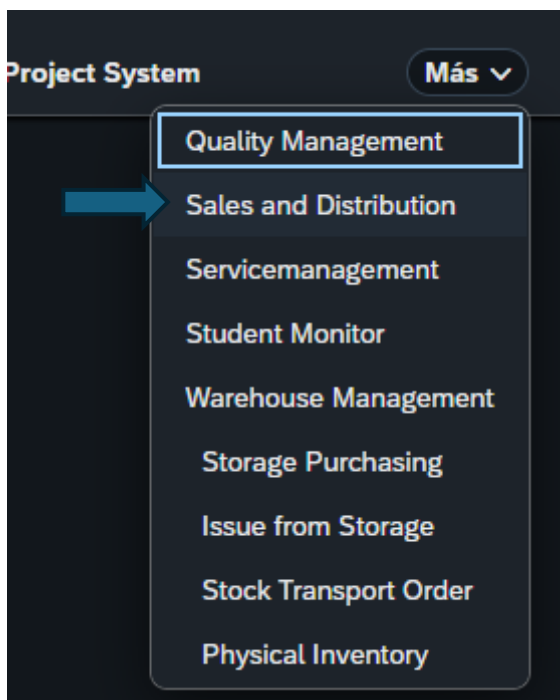 Project System
Más
Quality Management
Sales and Distribution
Servicemanagement
Student Monitor
Warehouse Management
Storage Purchasing
Issue from Storage
Stock Transport Order
Physical Inventory